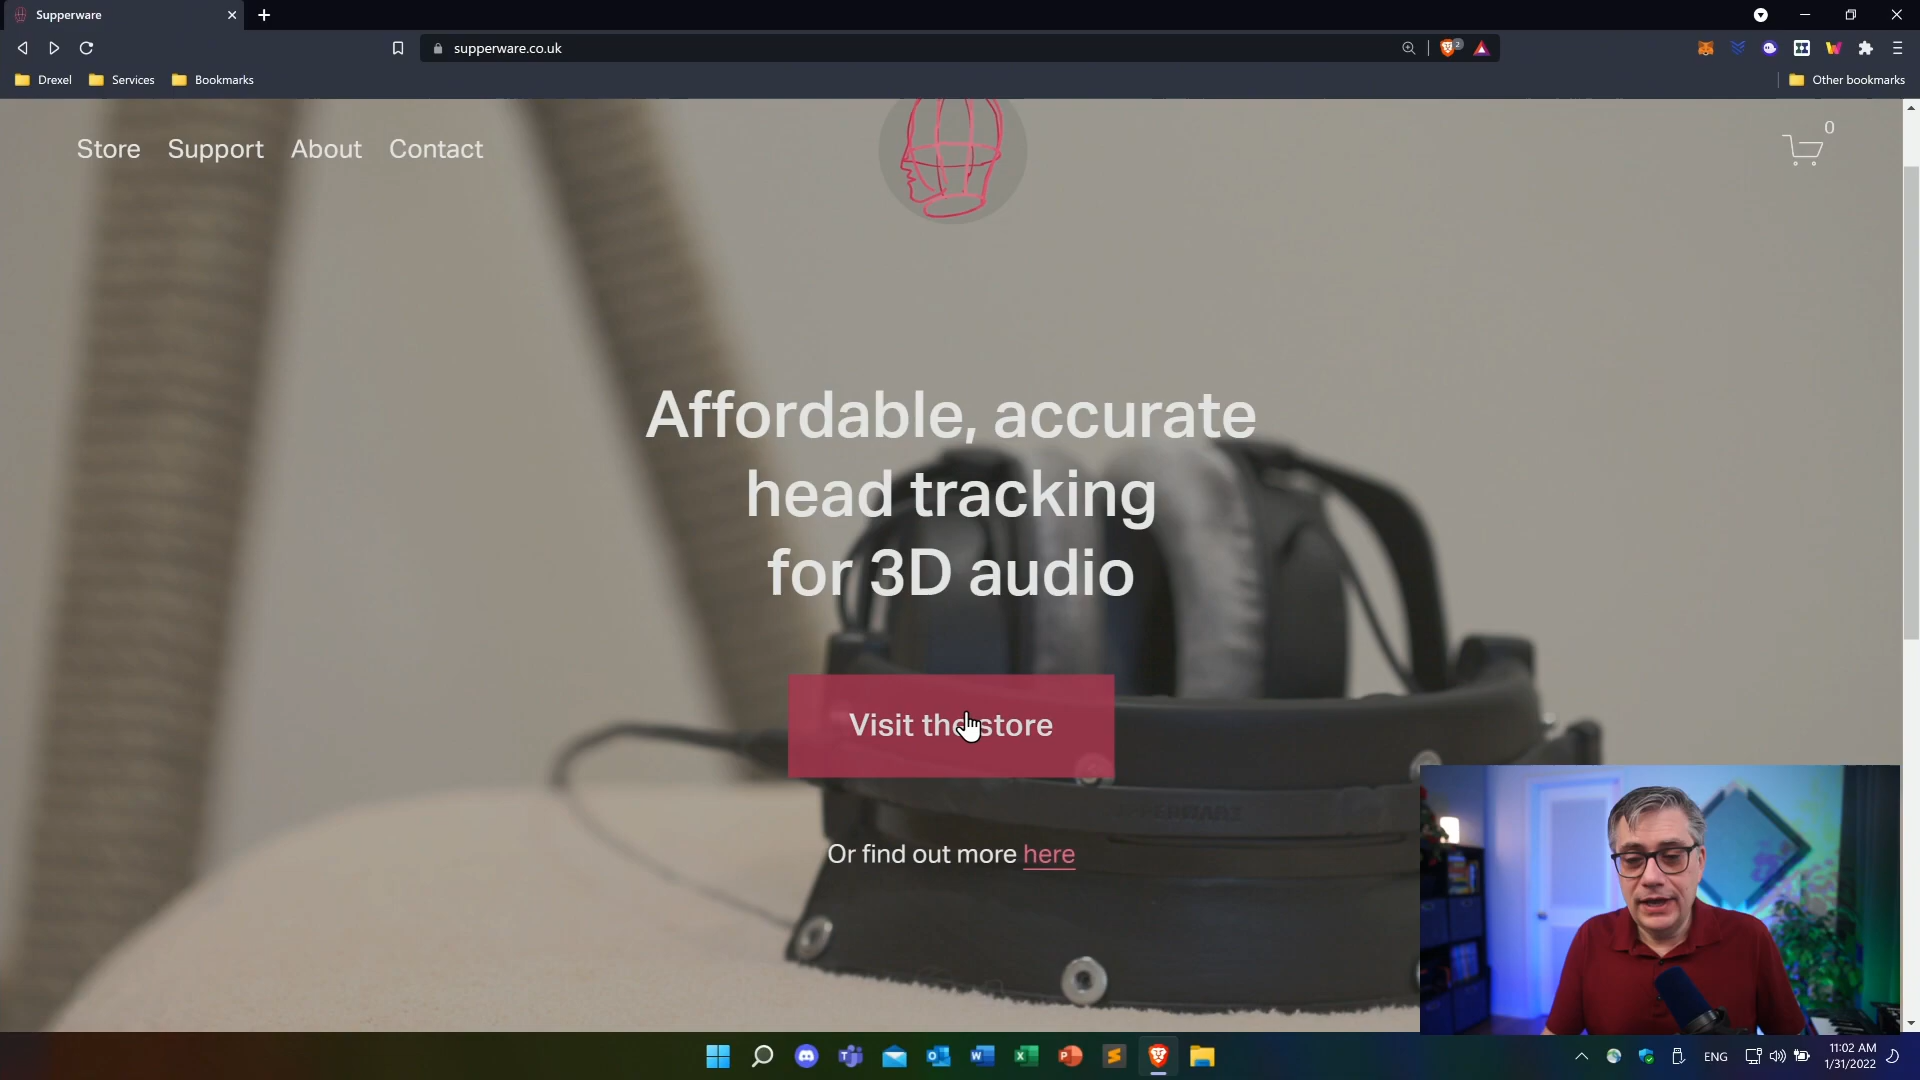 Supperware
supperware.co.uk
2
Drexel
Services
Bookmarks
Other bookmarks
Store
Support
About
Contact
0
Affordable, accurate
head tracking
for 3D audio
Visit the store
Or find out more here
ENG
11:02 AM
1/31/2022